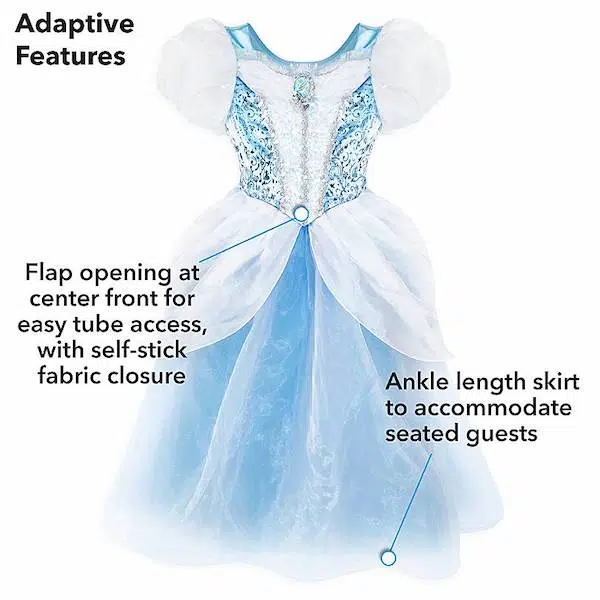 Adaptive
Features
Flap opening at
center front for
easy tube access,
with self-stick
fabric closure
Ankle length skirt
to accommodate
seated guests